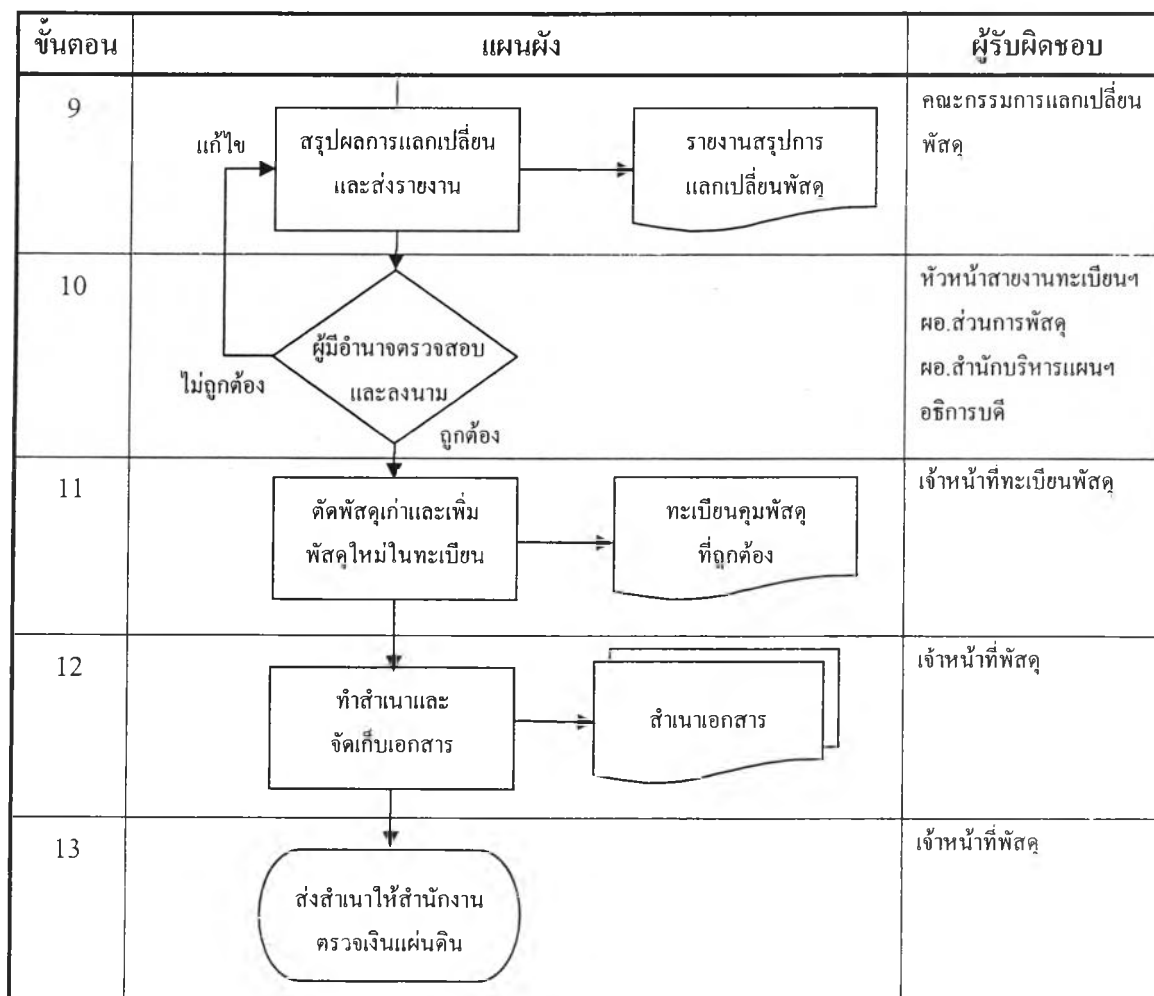 ขั้นตอน
แผนผัง
ผู้รับผิดชอบ
9
แก้ไข
สรุปผลการแลกเปลี่ยน
และส่งรายงาน
รายงานสรุปการ
แลกเปลี่ยนพัสดุ
คณะกรรมการแลกเปลี่ยน
พัสดุ
10
ผู้มีอำนาจตรวจสอบ
และลงนาม
ไม่ถูกต้อง
ถูกต้อง
หัวหน้าสายงานทะเบียนฯ
ผอ.ส่วนการพัสดุ
ผอ.สำนักบริหารแผนฯ
อธิการบดี
11
ตัดพัสดุเก่าและเพิ่ม
พัสดุใหม่ในทะเบียน
ทะเบียนคุมพัสดุ
ที่ถูกต้อง
เจ้าหน้าที่ทะเบียนพัสดุ
12
ทำสำเนาและ
จัดเก็บเอกสาร
สำเนาเอกสาร
เจ้าหน้าที่พัสดุ
13
ส่งสำเนาให้สำนักงาน
ตรวจเงินแผ่นดิน
เจ้าหน้าที่พัสดุ